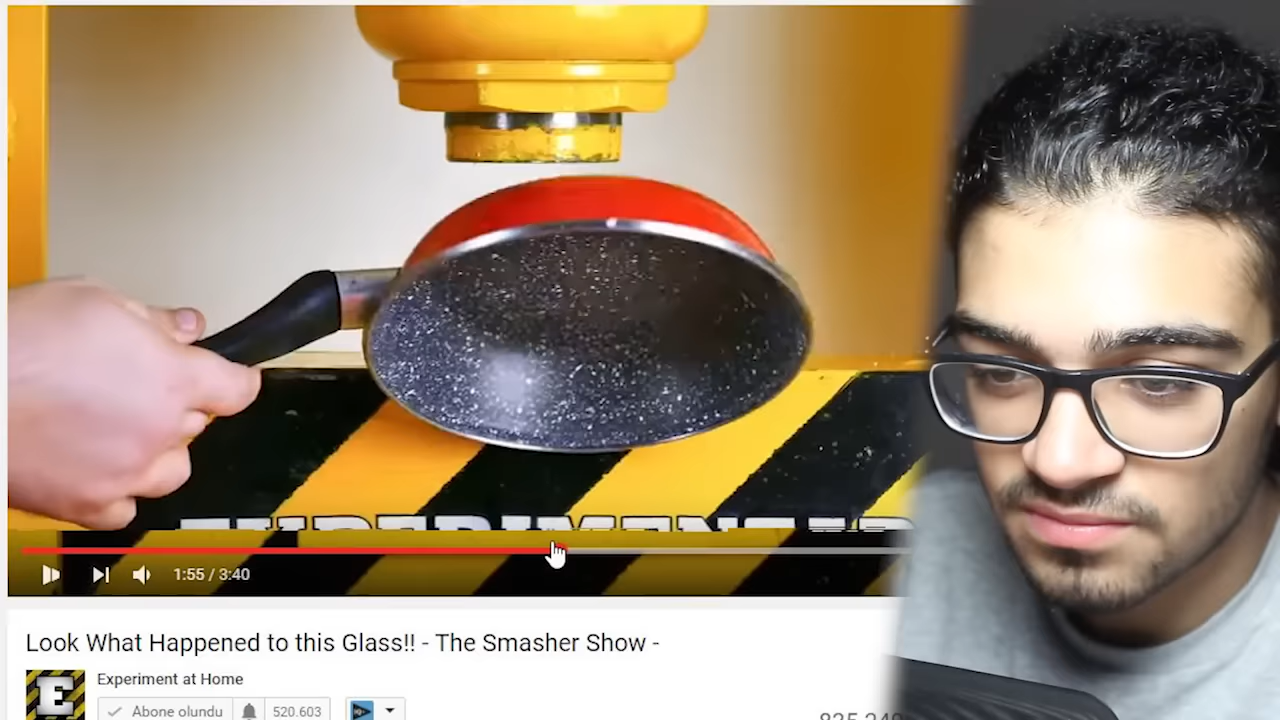 1:55 / 3:40
Look What Happened to this Glass!! - The Smasher Show -
E
Experiment at Home
Abone olundu
520.603